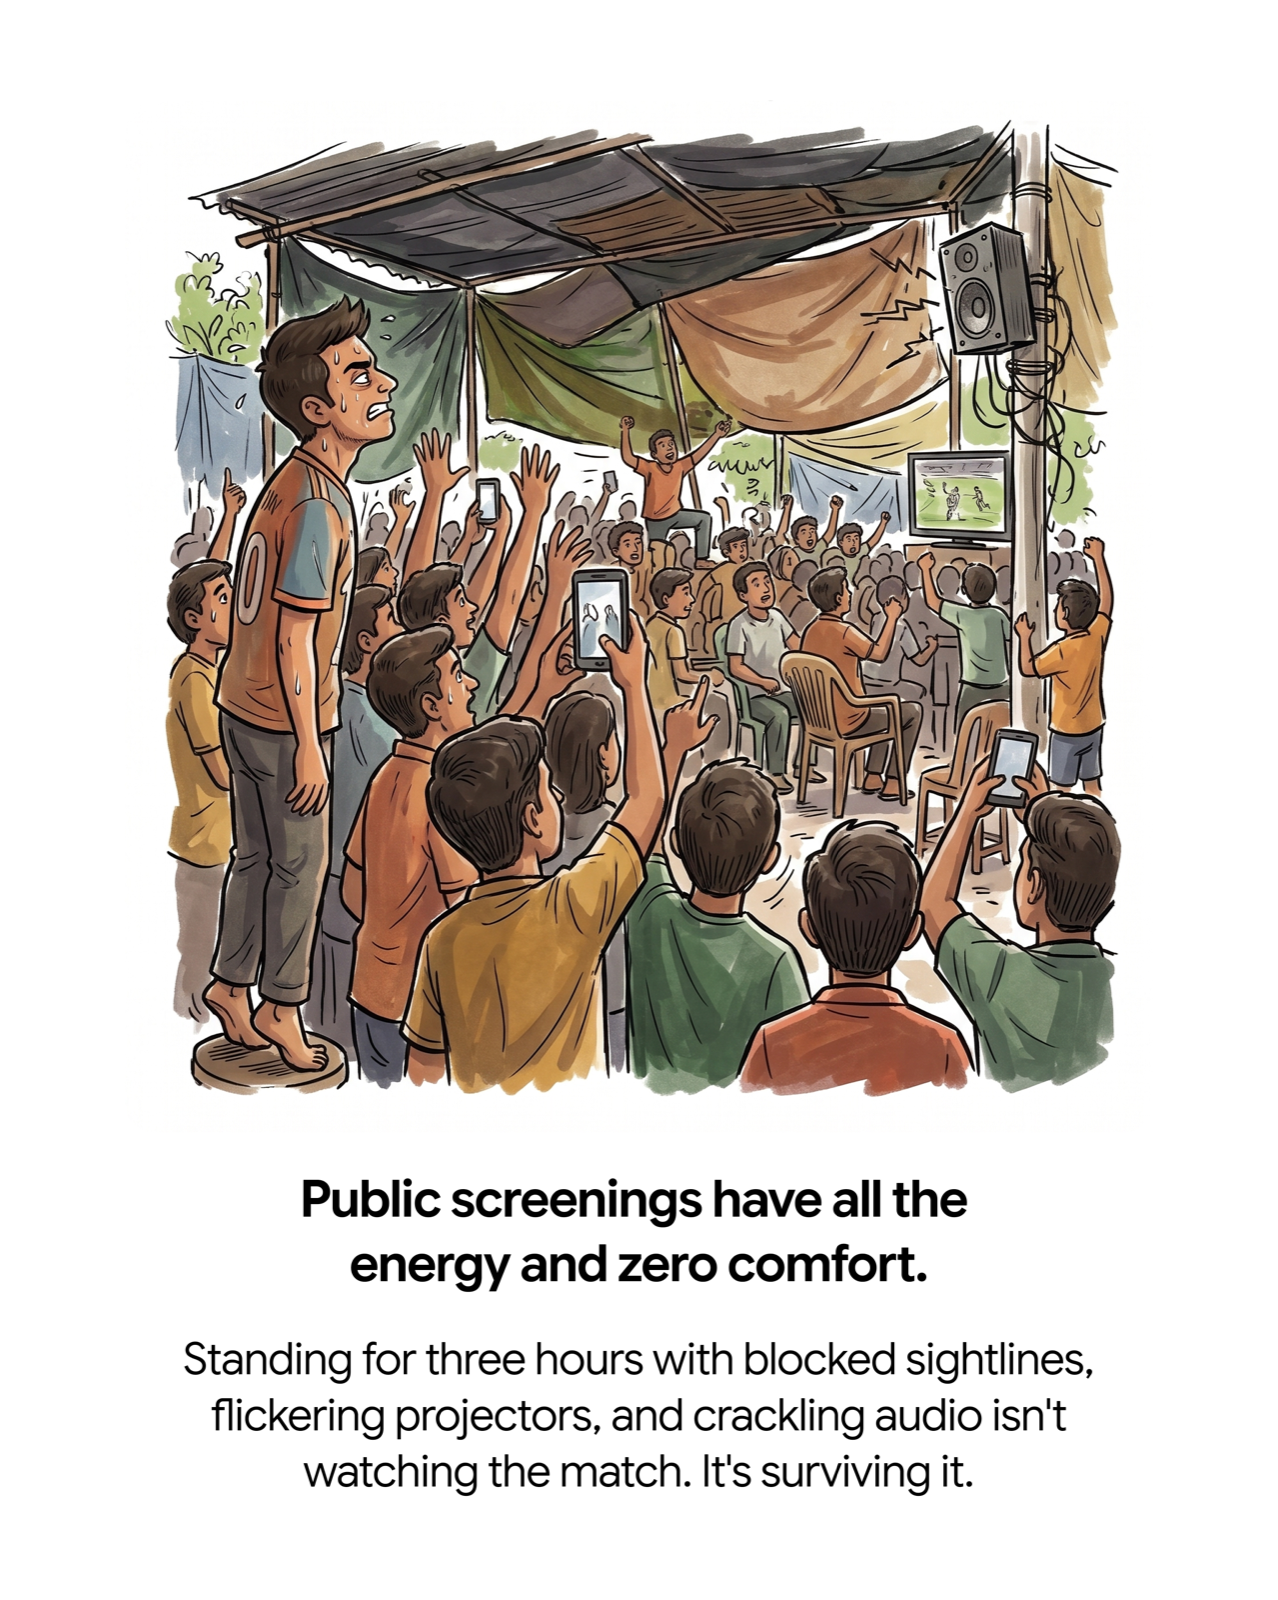 Public screenings have all the
energy and zero comfort.
Standing for three hours with blocked sightlines,
flickering projectors, and crackling audio isn't
watching the match. It's surviving it.